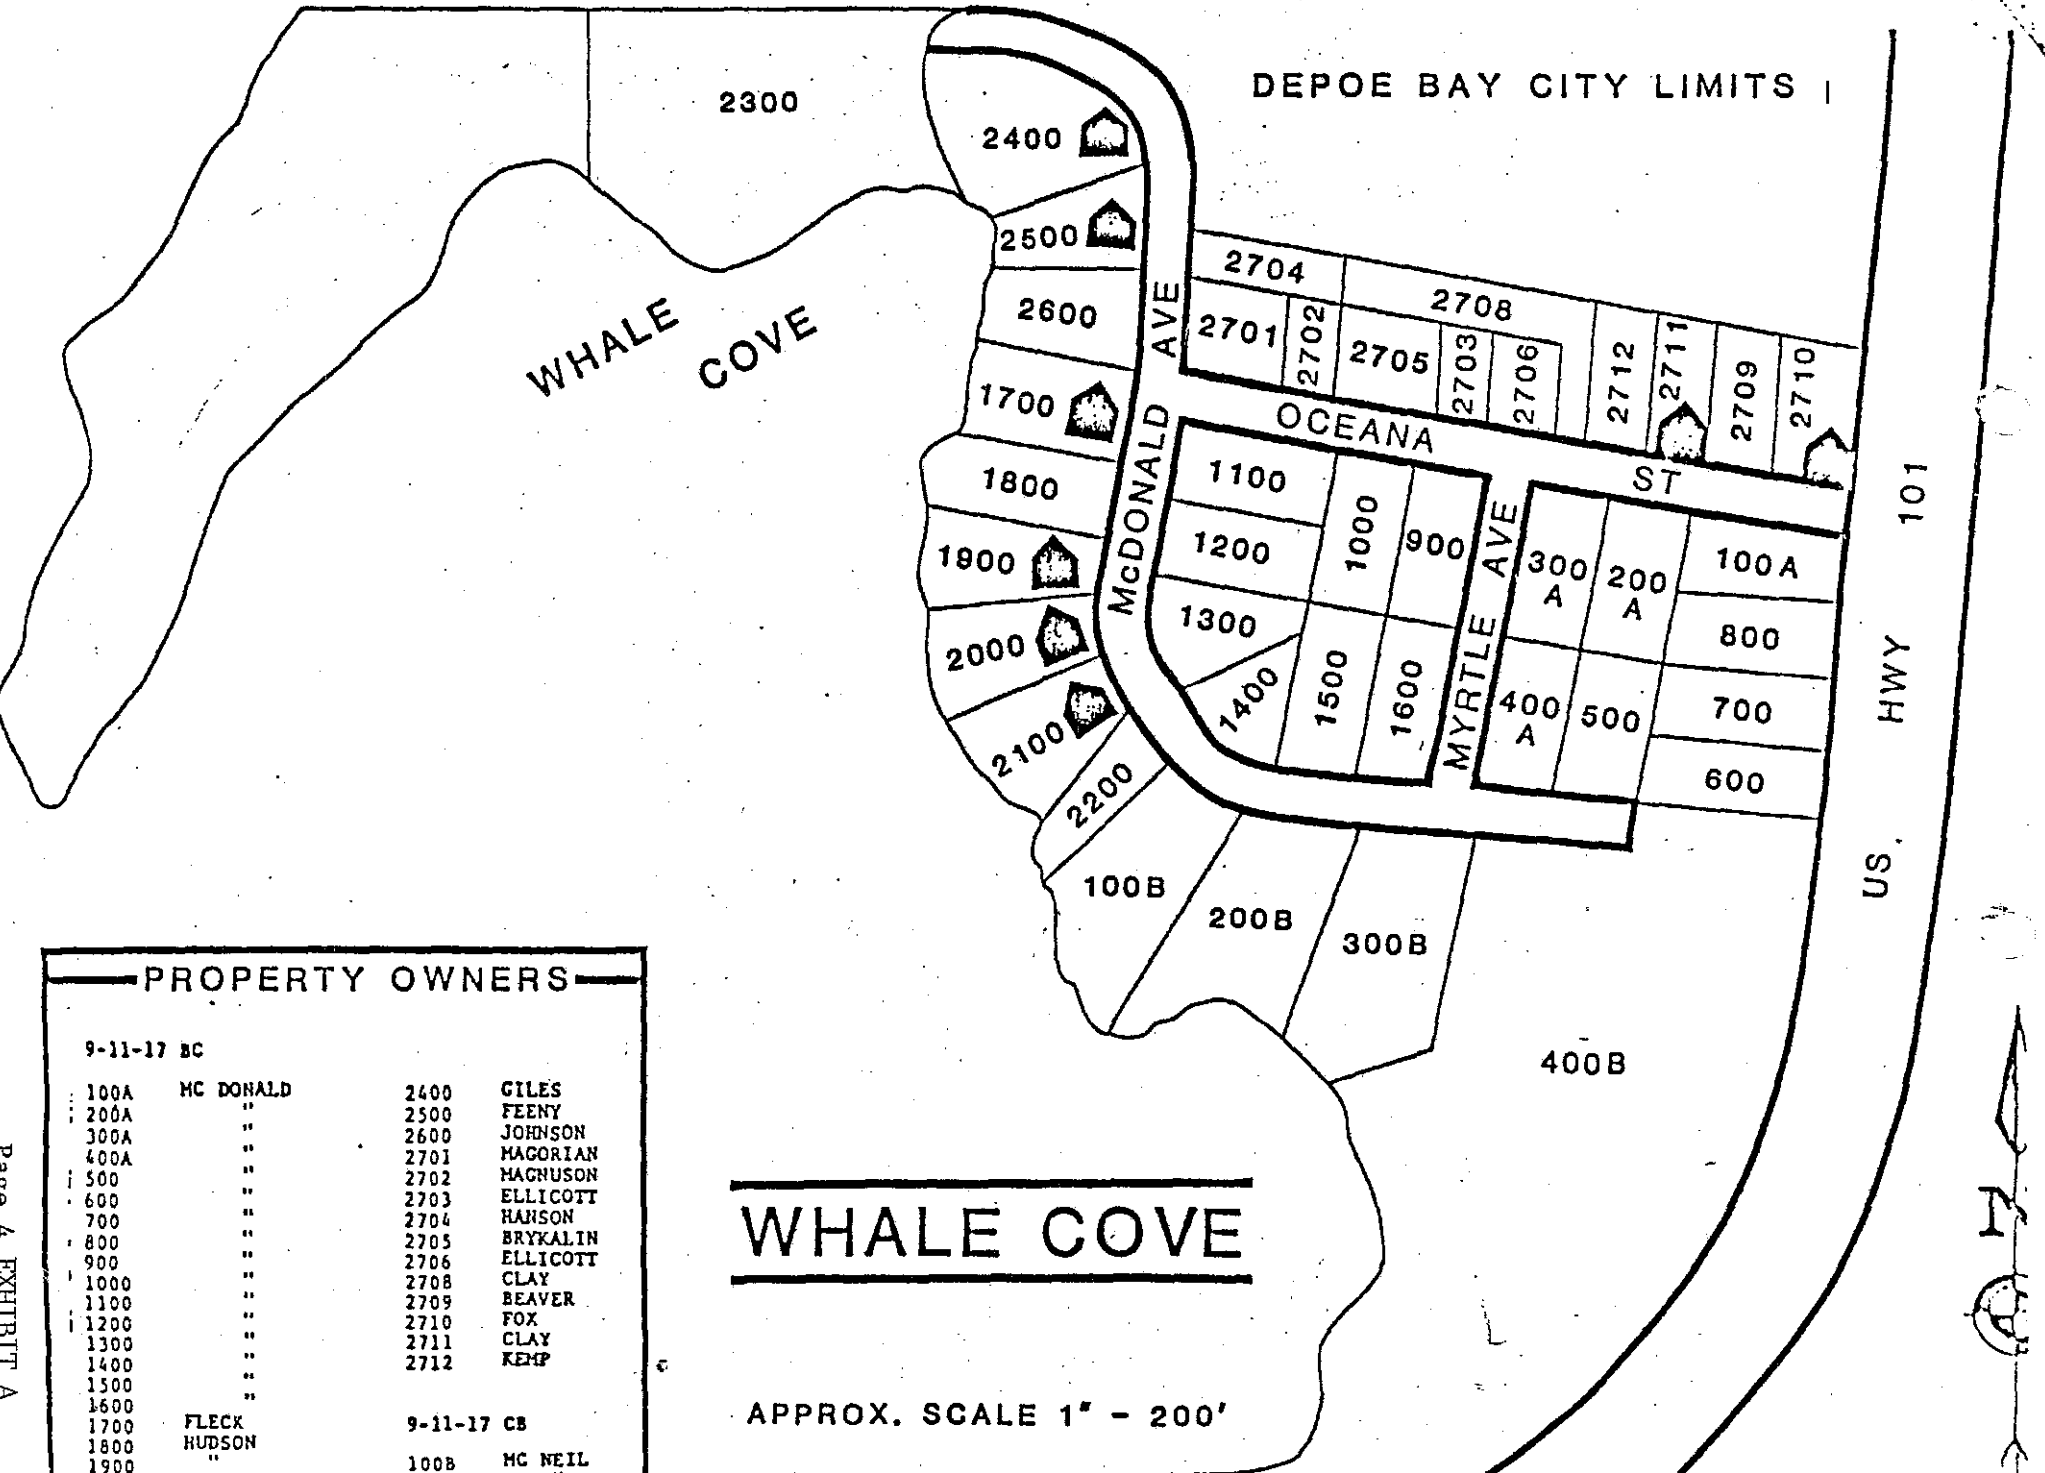 DEPOE BAY CITY LIMITS
2300
2400
2500
2600
WHALE
COVE
1700
1800
1900
2000
2100
2200
McDONALD AVE
2704
2708
2701
2702
2705
2703
2706
2712
2711
2709
2710
OCEANA ST
1100
1200
1300
1400
1000
900
1500
1600
MYRTLE AVE
300
A
200
A
400
A
500
100A
800
700
600
US. HWY 101
100B
200B
300B
400B
N
PROPERTY OWNERS
9-11-17 BC
100A MC DONALD 2400 GILES
200A " 2500 FEENY
300A " 2600 JOHNSON
400A " 2701 MAGORIAN
500 " 2702 MAGNUSON
600 " 2703 ELLICOTT
700 " 2704 HANSON
800 " 2705 BRYKALIN
900 " 2706 ELLICOTT
1000 " 2708 CLAY
1100 " 2709 BEAVER
1200 " 2710 FOX
1300 " 2711 CLAY
1400 " 2712 KEMP
1500 "
1600 "
1700 FLECK 9-11-17 CB
1800 HUDSON
1900 " 100B MC NEIL
WHALE COVE
APPROX. SCALE 1" - 200'
Page 4 EXHIBIT A